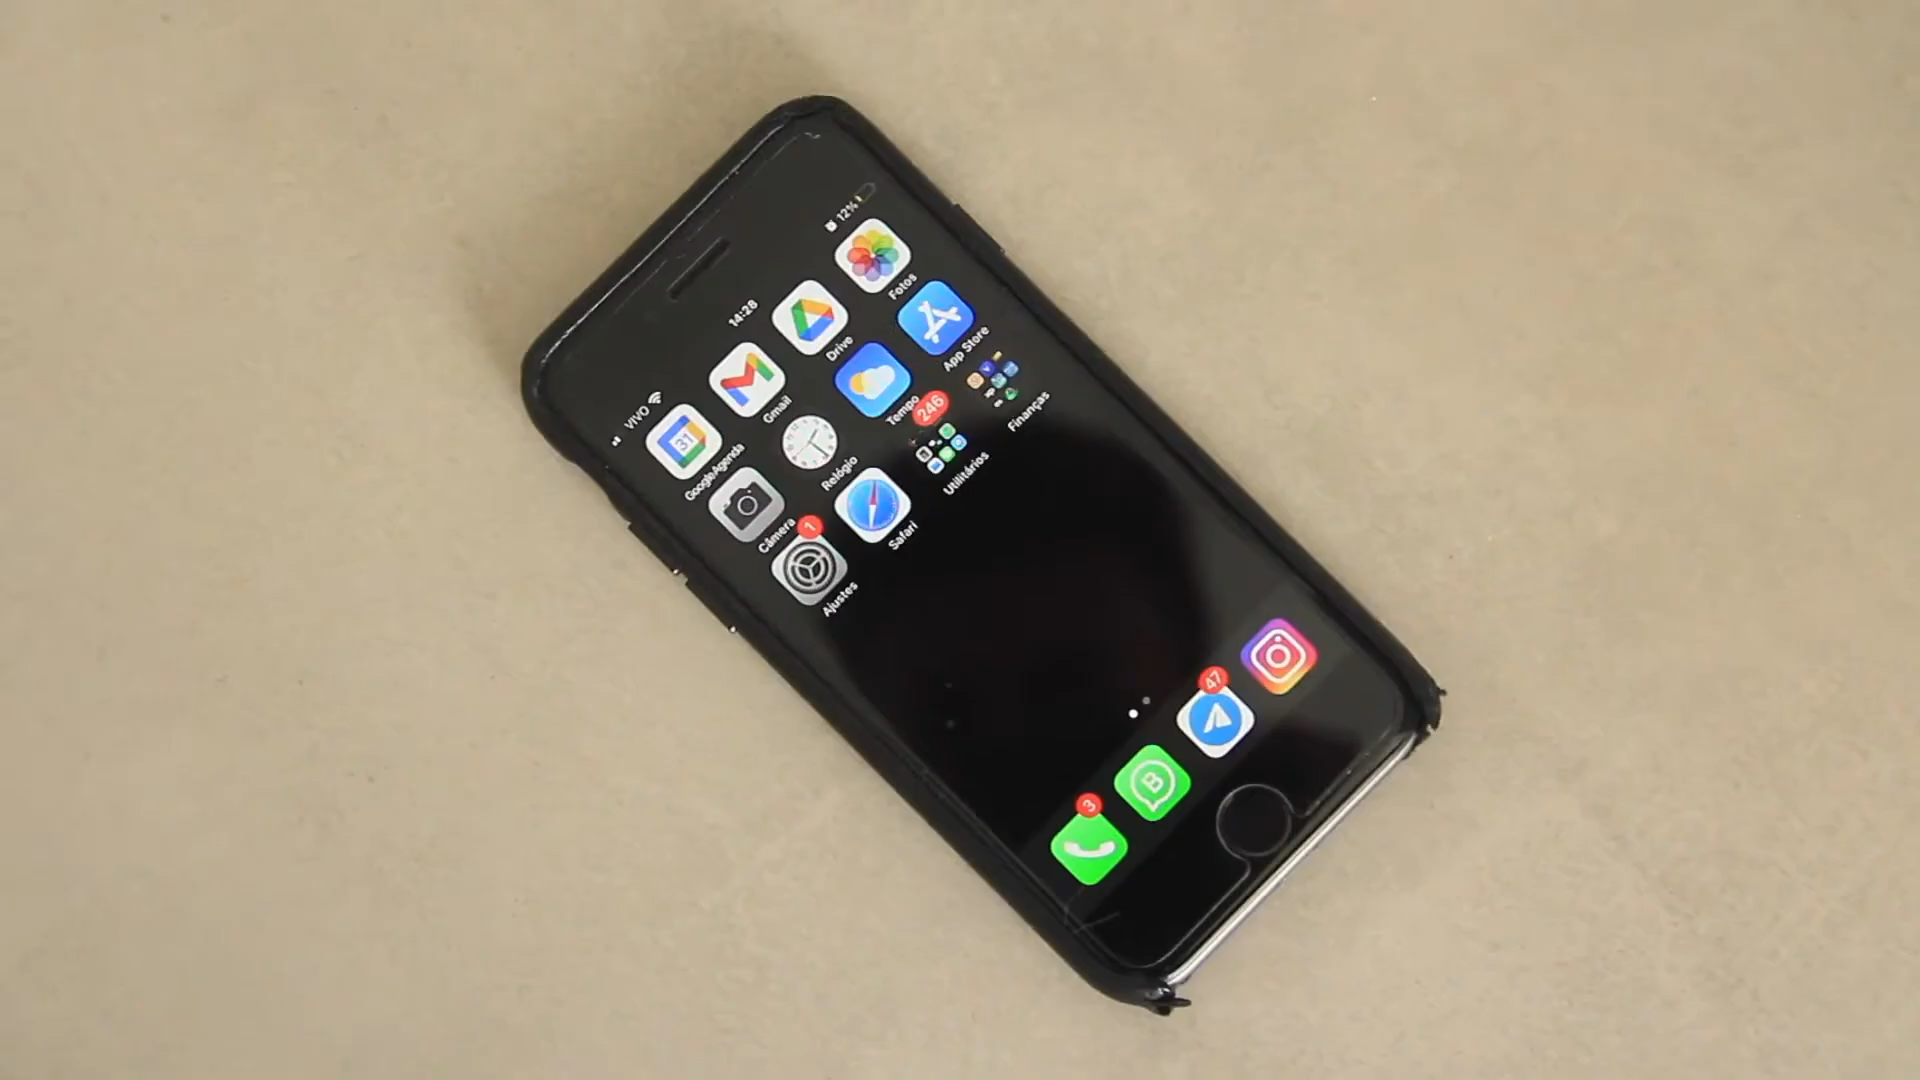 VIVO 14:28 12%
Google Agenda Gmail Drive Fotos
31
Câmera Relógio Tempo App Store
1 246
Ajustes Safari Utilitários Finanças
3 47
B